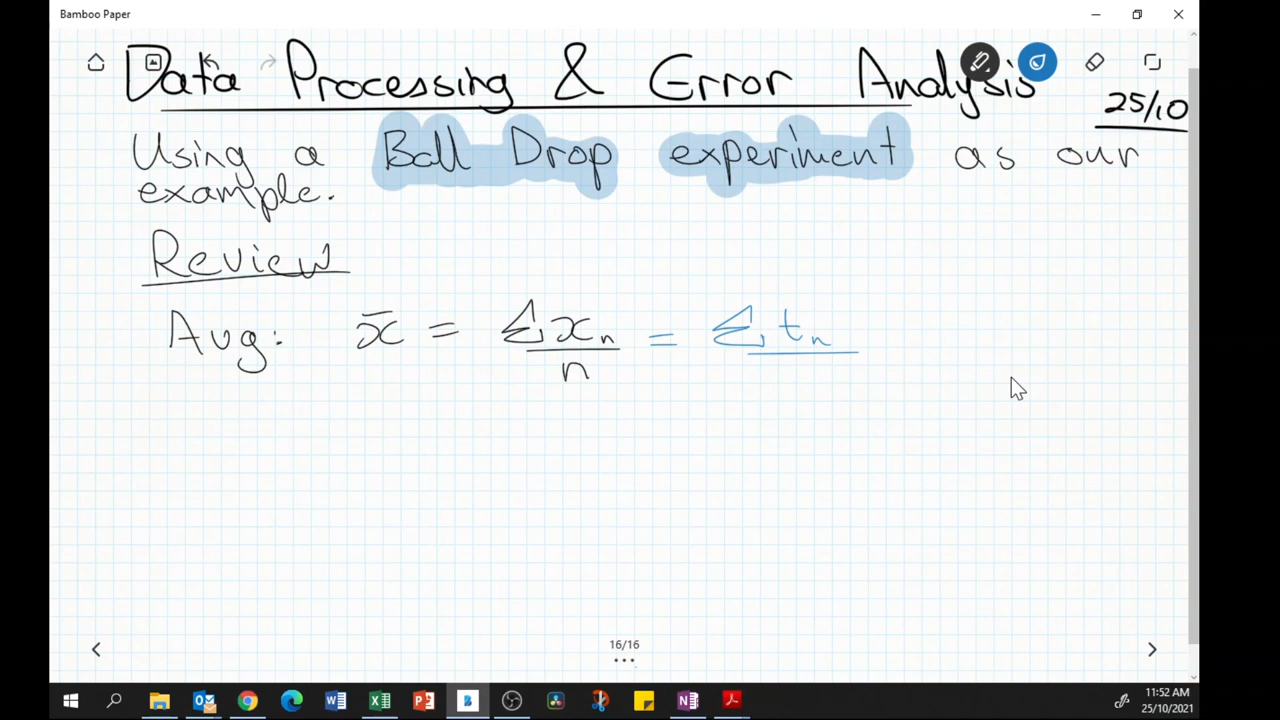 Bamboo Paper
Data Processing & Error Analysis
25/10
Using a Ball Drop experiment as our
example.
Review
Avg: x̄ = Σxₙ/n = Σtₙ
16/16
11:52 AM
25/10/2021